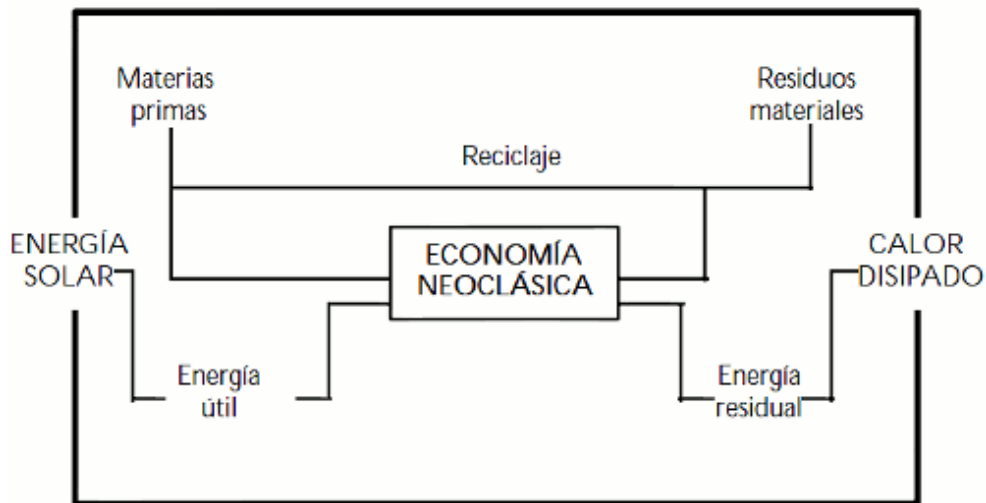 Materias
primas
Residuos
materiales
Reciclaje
ENERGÍA
SOLAR
ECONOMÍA
NEOCLÁSICA
CALOR
DISIPADO
Energía
útil
Energía
residual